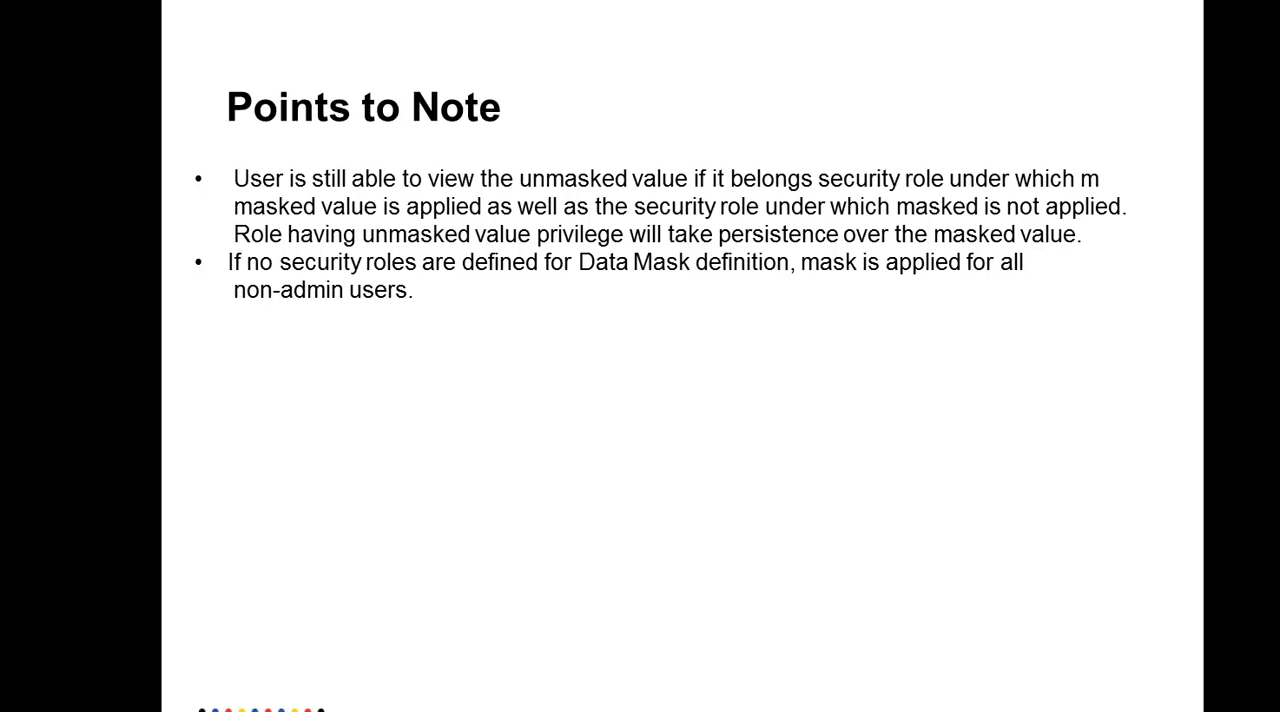 Points to Note
• User is still able to view the unmasked value if it belongs security role under which m
masked value is applied as well as the security role under which masked is not applied.
Role having unmasked value privilege will take persistence over the masked value.
• If no security roles are defined for Data Mask definition, mask is applied for all
non-admin users.